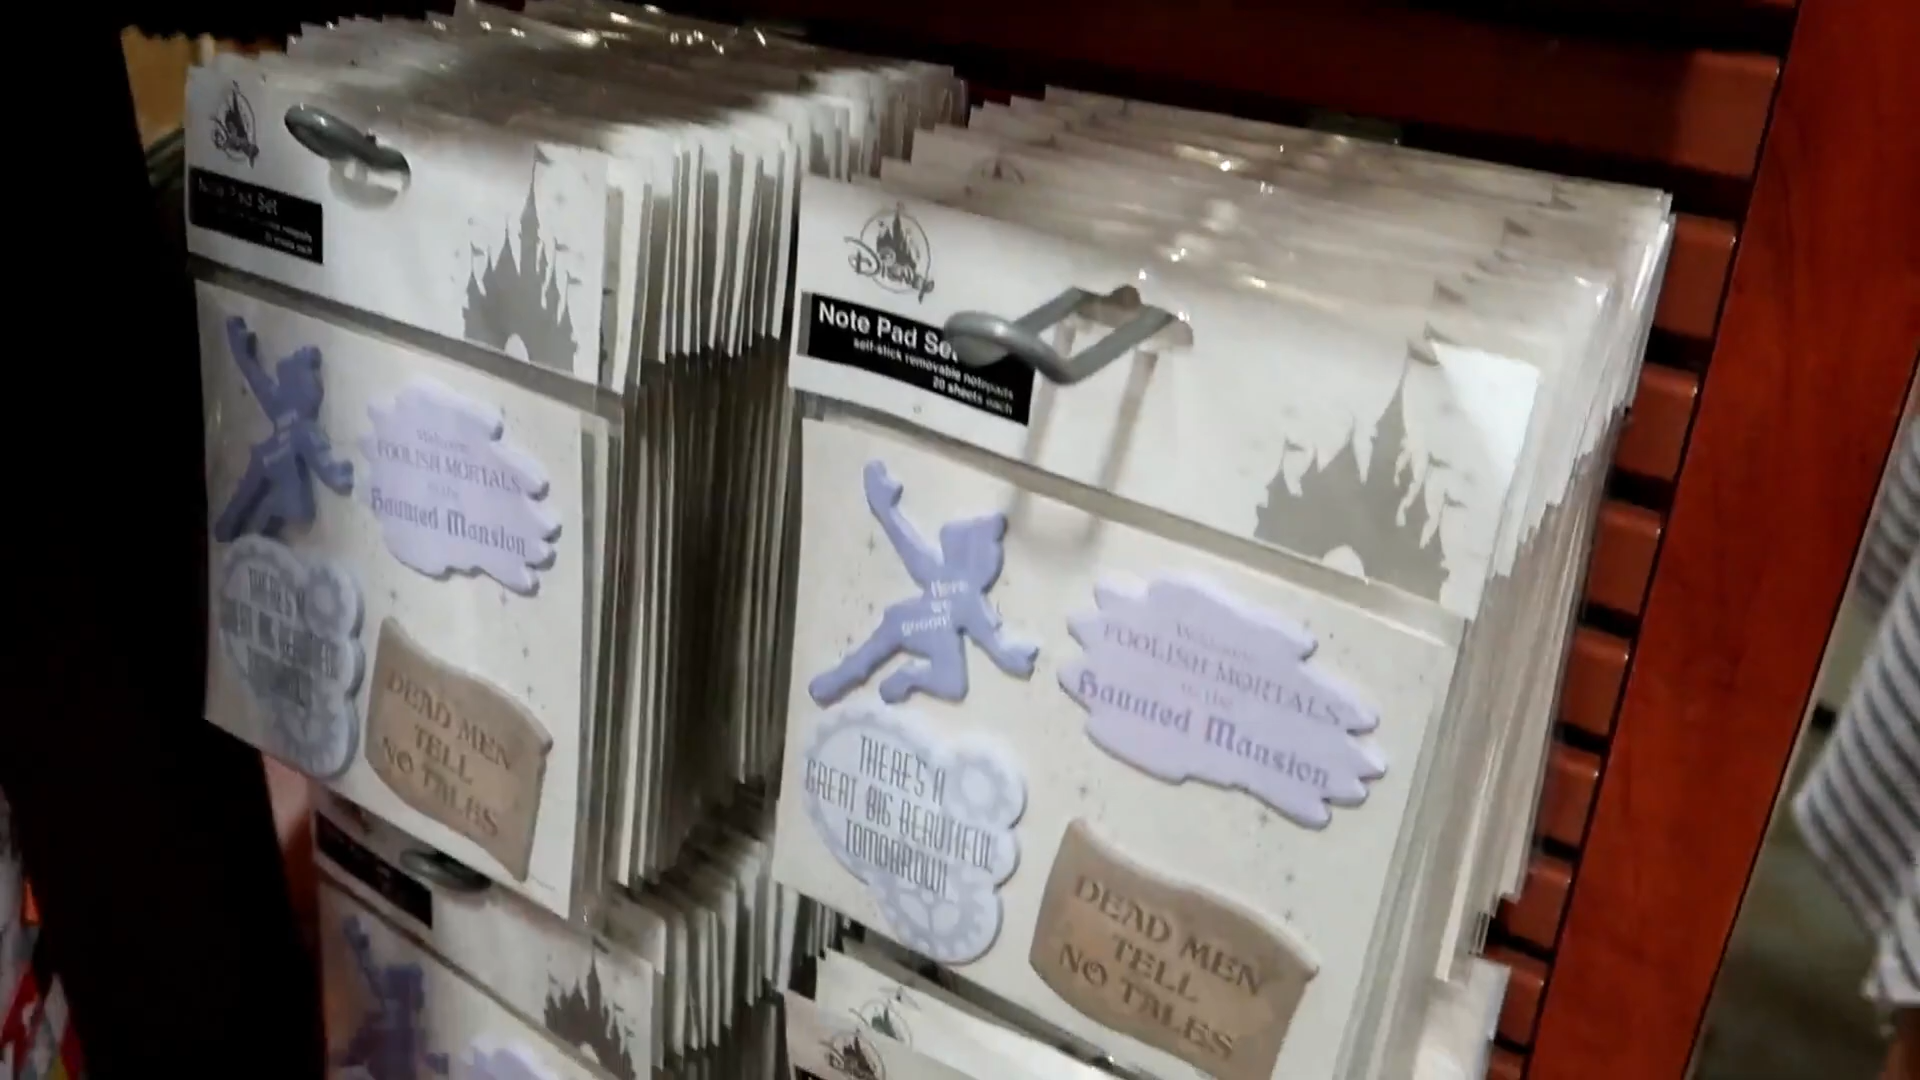 Disney
Note Pad Set
Welcome
FOOLISH MORTALS
to the
Haunted Mansion
THERE'S A
GREAT BIG BEAUTIFUL
DEAD MEN
TELL
NO TALES
Disney
Note Pad Set
self-stick removable notepads
20 sheets each
Here
we
goooo!
Welcome
FOOLISH MORTALS
to the
Haunted Mansion
THERE'S A
GREAT BIG BEAUTIFUL
TOMORROW!
DEAD MEN
TELL
NO TALES
Disney